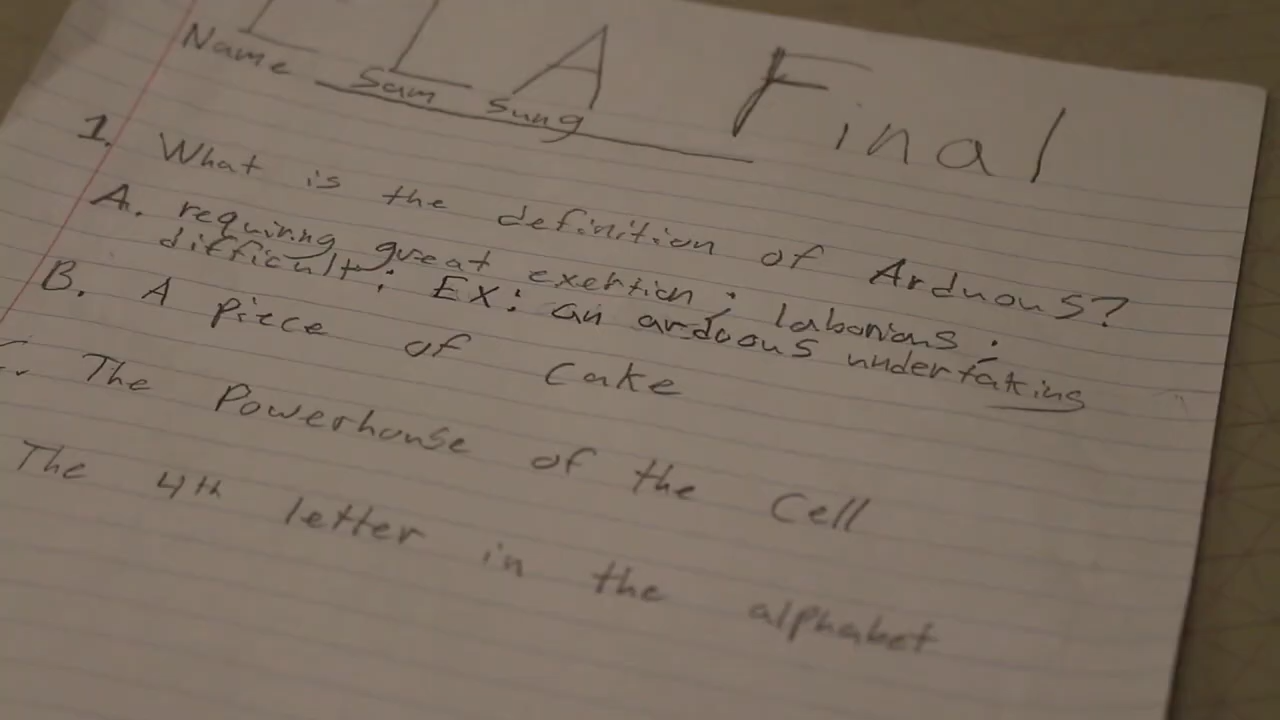 ELA Final
Name Sam Sung
1. What is the definition of Arduous?
A. requiring great exertion; laborious;
difficult: EX: an arduous undertaking
B. A Piece of Cake
C. The Powerhouse of the Cell
The 4th letter in the alphabet